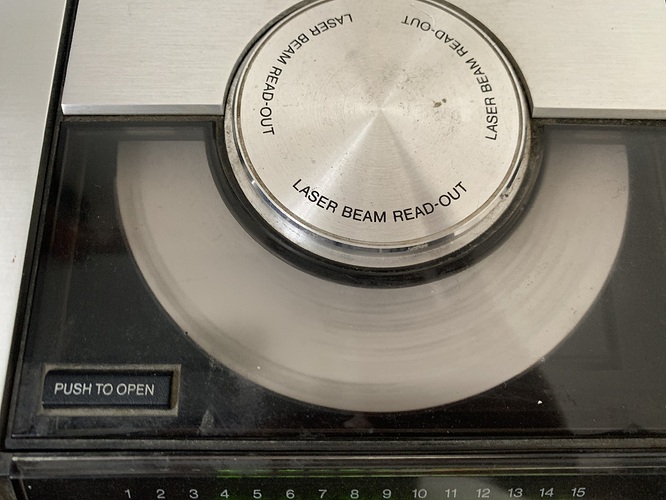 LASER BEAM READ-OUT
LASER BEAM READ-OUT
LASER BEAM READ-OUT
PUSH TO OPEN
1 2 3 4 5 6 7 8 9 10 11 12 13 14 15